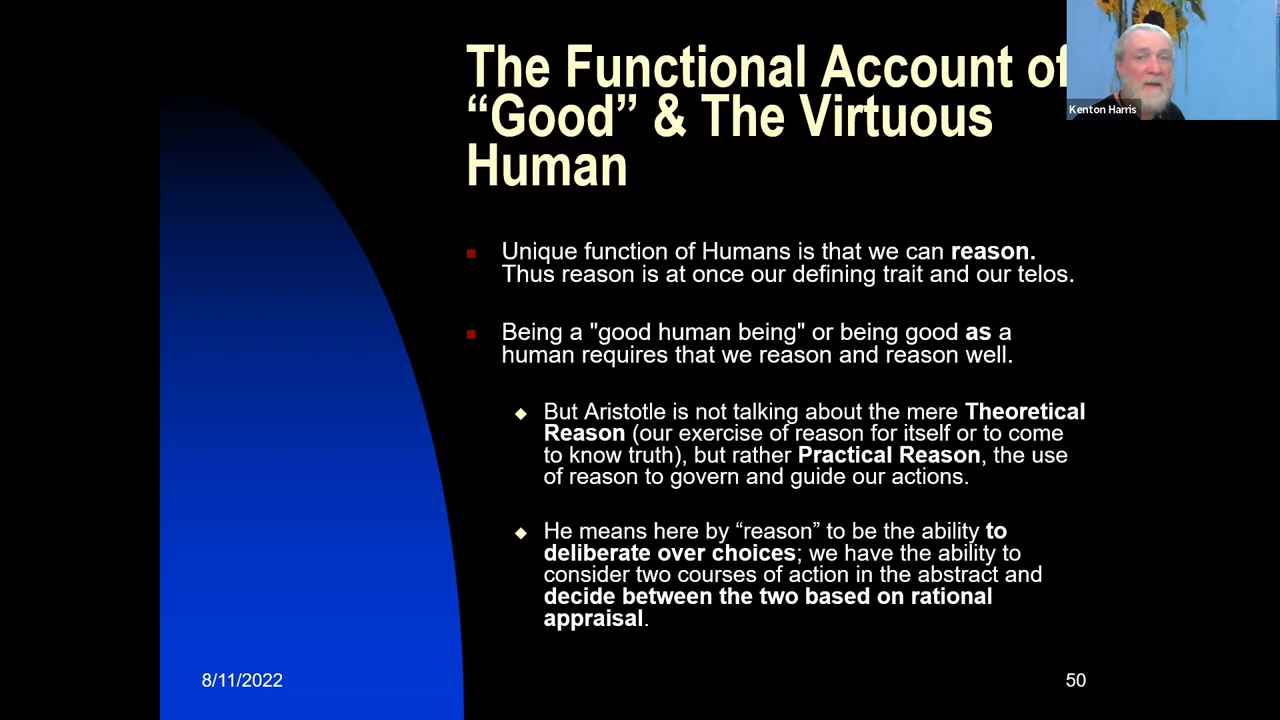 The Functional Account of
“Good” & The Virtuous
Human
Kenton Harris
Unique function of Humans is that we can reason.
Thus reason is at once our defining trait and our telos.
Being a "good human being" or being good as a
human requires that we reason and reason well.
But Aristotle is not talking about the mere Theoretical
Reason (our exercise of reason for itself or to come
to know truth), but rather Practical Reason, the use
of reason to govern and guide our actions.
He means here by “reason” to be the ability to
deliberate over choices; we have the ability to
consider two courses of action in the abstract and
decide between the two based on rational
appraisal.
8/11/2022
50